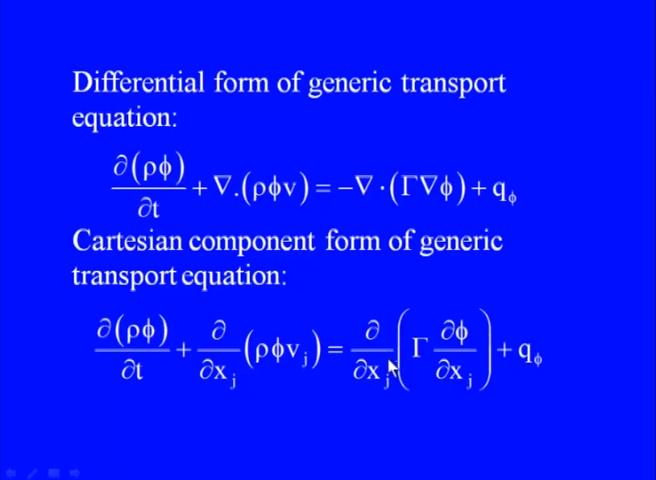 Differential form of generic transport
equation:
∂(ρϕ)/∂t + ∇.(ρϕv) = −∇·(Γ∇ϕ) + q_ϕ
Cartesian component form of generic
transport equation:
∂(ρϕ)/∂t + ∂/∂x_j (ρϕv_j) = ∂/∂x_j (Γ ∂ϕ/∂x_j) + q_ϕ